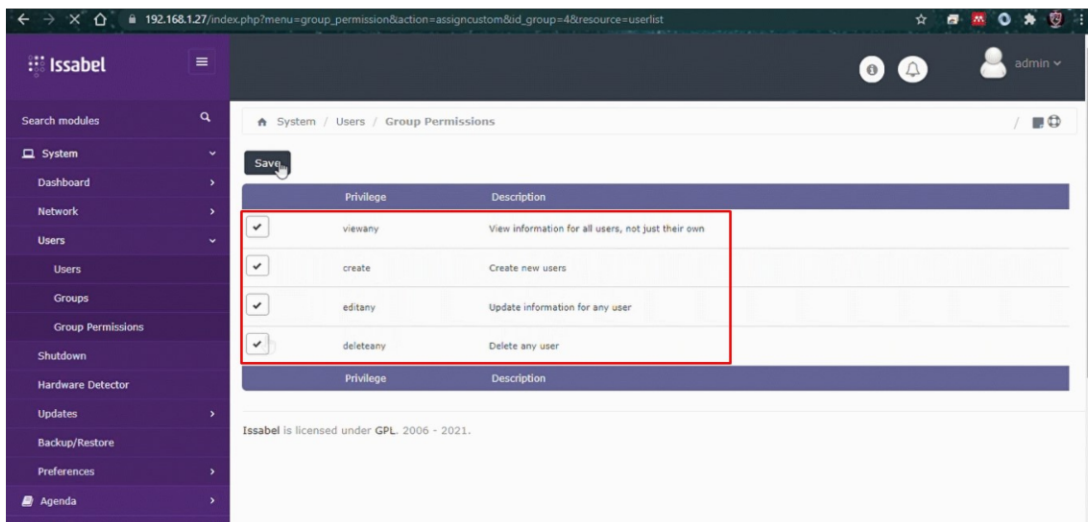 192.168.1.27/index.php?menu=group_permission&action=assigncustom&id_group=4&resource=userlist
Issabel
admin
Search modules
System / Users / Group Permissions
/
System
Save
Dashboard
Privilege Description
Network
viewany View information for all users, not just their own
Users
Users
create Create new users
Groups
editany Update information for any user
Group Permissions
deleteany Delete any user
Shutdown
Privilege Description
Hardware Detector
Updates
Issabel is licensed under GPL. 2006 - 2021.
Backup/Restore
Preferences
Agenda